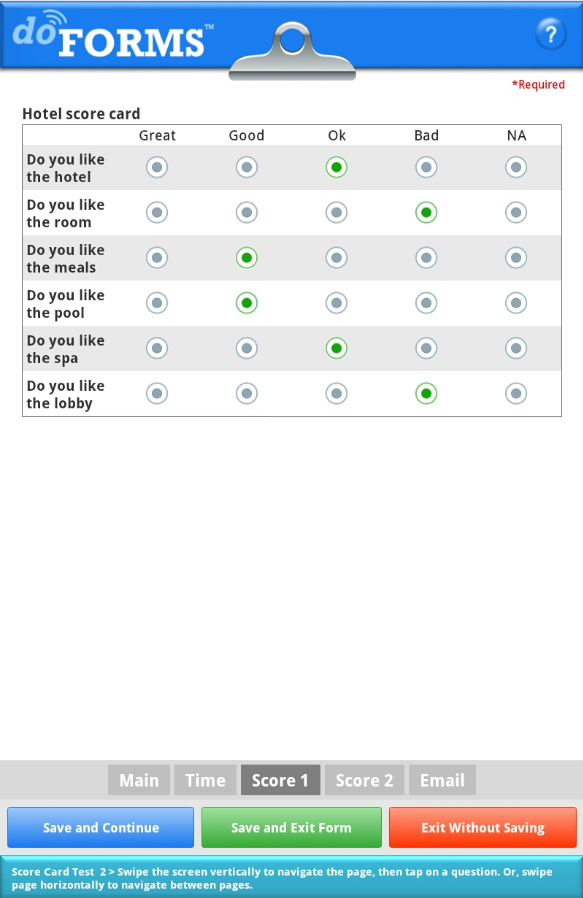 doFORMS™
?
*Required
Hotel score card
Great Good Ok Bad NA
Do you like
the hotel
Do you like
the room
Do you like
the meals
Do you like
the pool
Do you like
the spa
Do you like
the lobby
Main Time Score 1 Score 2 Email
Save and Continue Save and Exit Form Exit Without Saving
Score Card Test 2 > Swipe the screen vertically to navigate the page, then tap on a question. Or, swipe
page horizontally to navigate between pages.